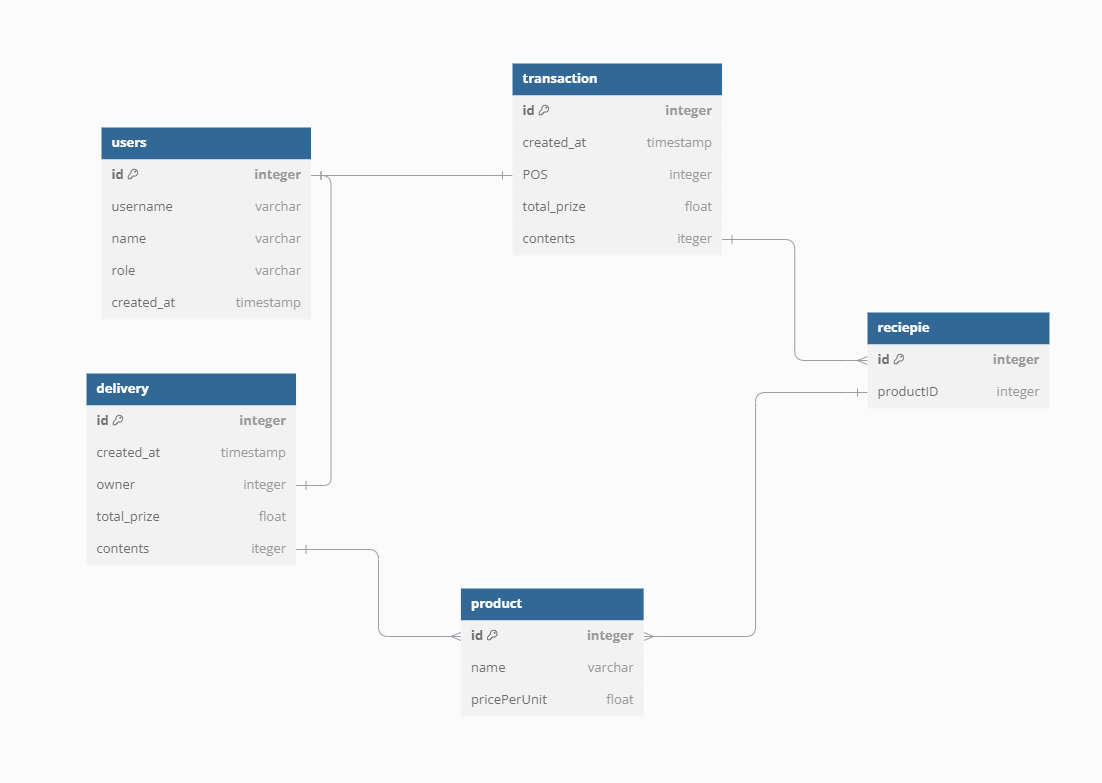 transaction
id integer
created_at timestamp
POS integer
total_prize float
contents iteger
users
id integer
username varchar
name varchar
role varchar
created_at timestamp
reciepie
id integer
productID integer
delivery
id integer
created_at timestamp
owner integer
total_prize float
contents iteger
product
id integer
name varchar
pricePerUnit float